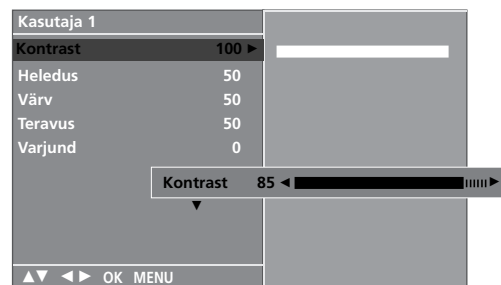 Kasutaja 1
Kontrast 100 ►
Heledus 50
Värv 50
Teravus 50
Varjund 0
Kontrast 85 ◄ ►
▼
▲▼ ◄► OK MENU